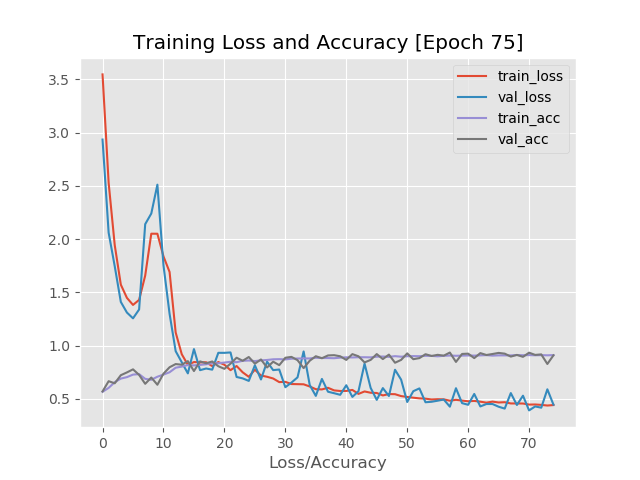 Training Loss and Accuracy [Epoch 75]
train_loss
val_loss
train_acc
val_acc
3.5
3.0
2.5
2.0
1.5
1.0
0.5
0 10 20 30 40 50 60 70
Loss/Accuracy